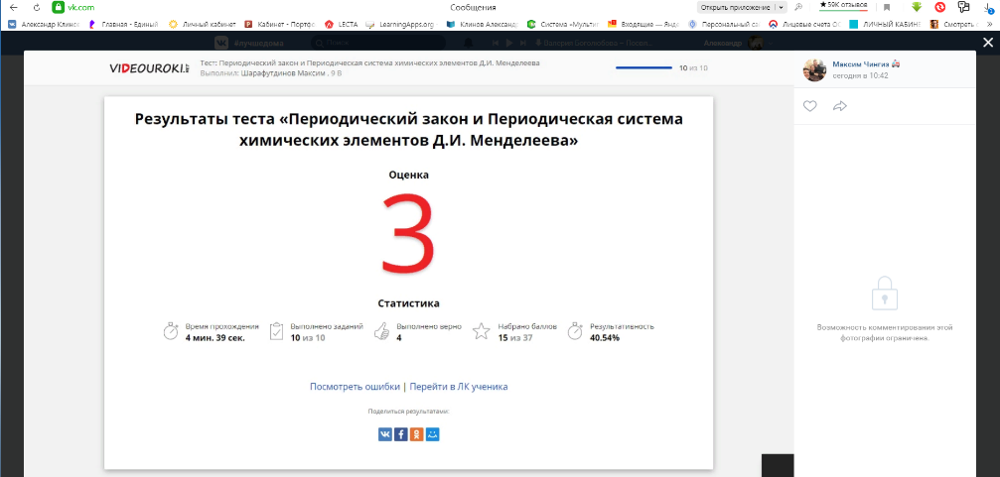 vk.com
Сообщения
Открыть приложение
★59K отзывов
Александр Клинов
Главная - Единый
Личный кабинет
Кабинет - Портфо
LECTA
LearningApps.org -
Клинов Александр
Система «Мульти
Входящие — Янд
Персональный са
Лицевые счета О
ЛИЧНЫЙ КАБИНЕ
Смотреть с
#лучшедома
Поиск
Александр
VIDEOUROKI.NET
Тест: Периодический закон и Периодическая система химических элементов Д.И. Менделеева
Выполнил: Шарафутдинов Максим . 9 В
10 из 10
Результаты теста «Периодический закон и Периодическая система
химических элементов Д.И. Менделеева»
Оценка
3
Статистика
Время прохождения
4 мин. 39 сек.
Выполнено заданий
10 из 10
Выполнено верно
4
Набрано баллов
15 из 37
Результативность
40.54%
Посмотреть ошибки | Перейти в ЛК ученика
Поделиться результатами:
Максим Чингиз
сегодня в 10:42
Возможность комментирования этой
фотографии ограничена.